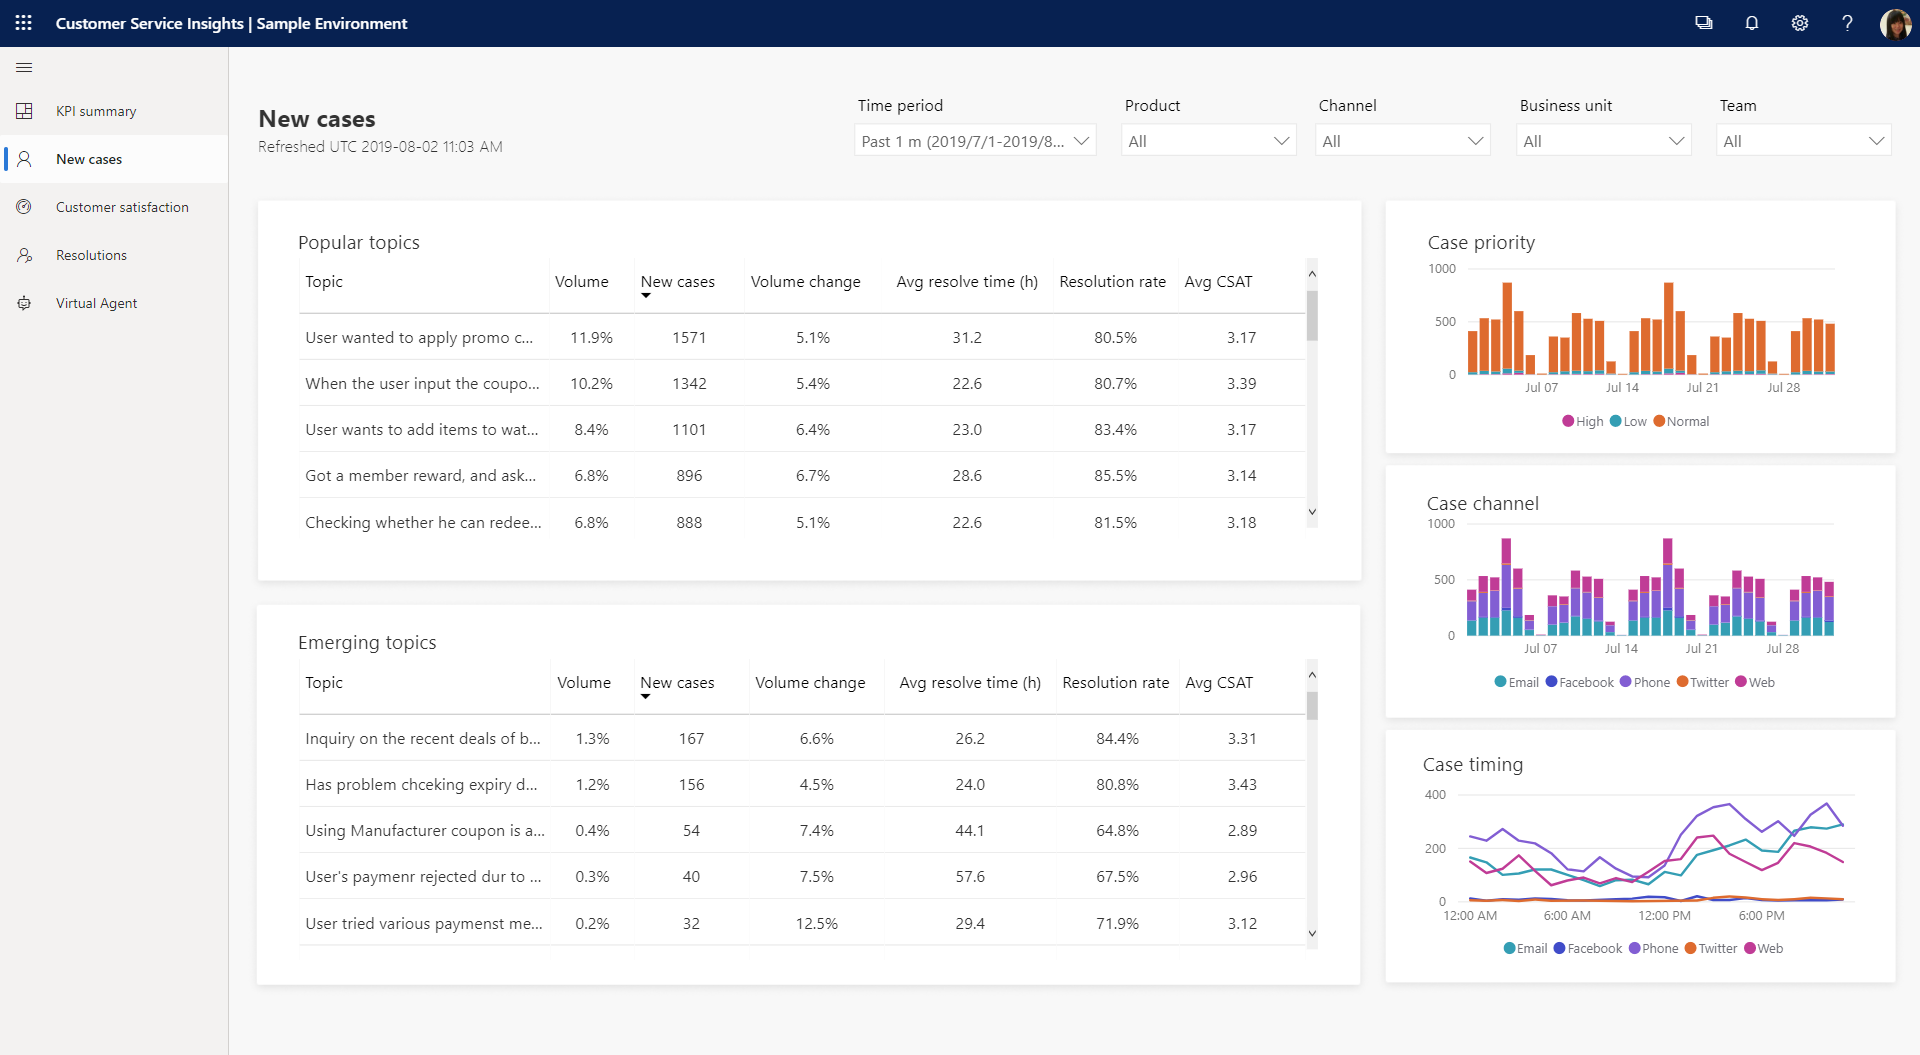 Customer Service Insights | Sample Environment
KPI summary
New cases
Customer satisfaction
Resolutions
Virtual Agent
New cases
Refreshed UTC 2019-08-02 11:03 AM
Time period Product Channel Business unit Team
Past 1 m (2019/7/1-2019/8... All All All All
Popular topics
Topic Volume New cases Volume change Avg resolve time (h) Resolution rate Avg CSAT
User wanted to apply promo c... 11.9% 1571 5.1% 31.2 80.5% 3.17
When the user input the coupo... 10.2% 1342 5.4% 22.6 80.7% 3.39
User wants to add items to wat... 8.4% 1101 6.4% 23.0 83.4% 3.17
Got a member reward, and ask... 6.8% 896 6.7% 28.6 85.5% 3.14
Checking whether he can redee... 6.8% 888 5.1% 22.6 81.5% 3.18
Emerging topics
Topic Volume New cases Volume change Avg resolve time (h) Resolution rate Avg CSAT
Inquiry on the recent deals of b... 1.3% 167 6.6% 26.2 84.4% 3.31
Has problem chceking expiry d... 1.2% 156 4.5% 24.0 80.8% 3.43
Using Manufacturer coupon is a... 0.4% 54 7.4% 44.1 64.8% 2.89
User's paymenr rejected dur to ... 0.3% 40 7.5% 57.6 67.5% 2.96
User tried various paymenst me... 0.2% 32 12.5% 29.4 71.9% 3.12
Case priority
1000
500
0
Jul 07 Jul 14 Jul 21 Jul 28
High Low Normal
Case channel
1000
500
0
Jul 07 Jul 14 Jul 21 Jul 28
Email Facebook Phone Twitter Web
Case timing
400
200
0
12:00 AM 6:00 AM 12:00 PM 6:00 PM
Email Facebook Phone Twitter Web